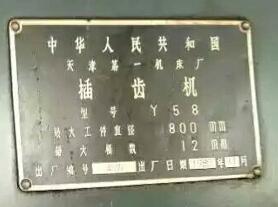 中华人民共和国
天津第一机床厂
插齿机
型号 Y58
最大工件直径 800 mm
最大模数 12 mm
出厂编号 出厂日期 年 月